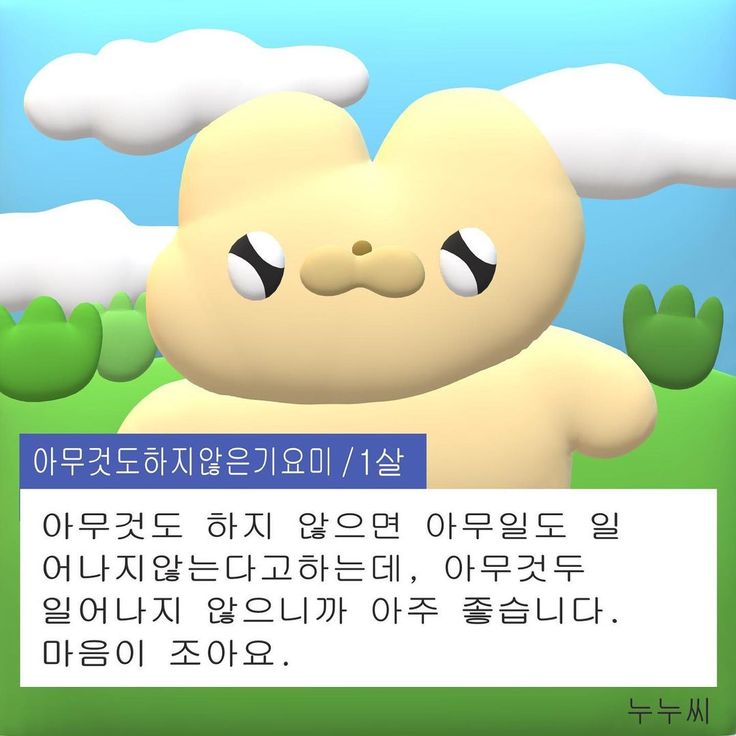 아무것도하지않은기요미 / 1살
아무것도 하지 않으면 아무일도 일
어나지않는다고하는데, 아무것두
일어나지 않으니까 아주 좋습니다.
마음이 조아요.
누누씨